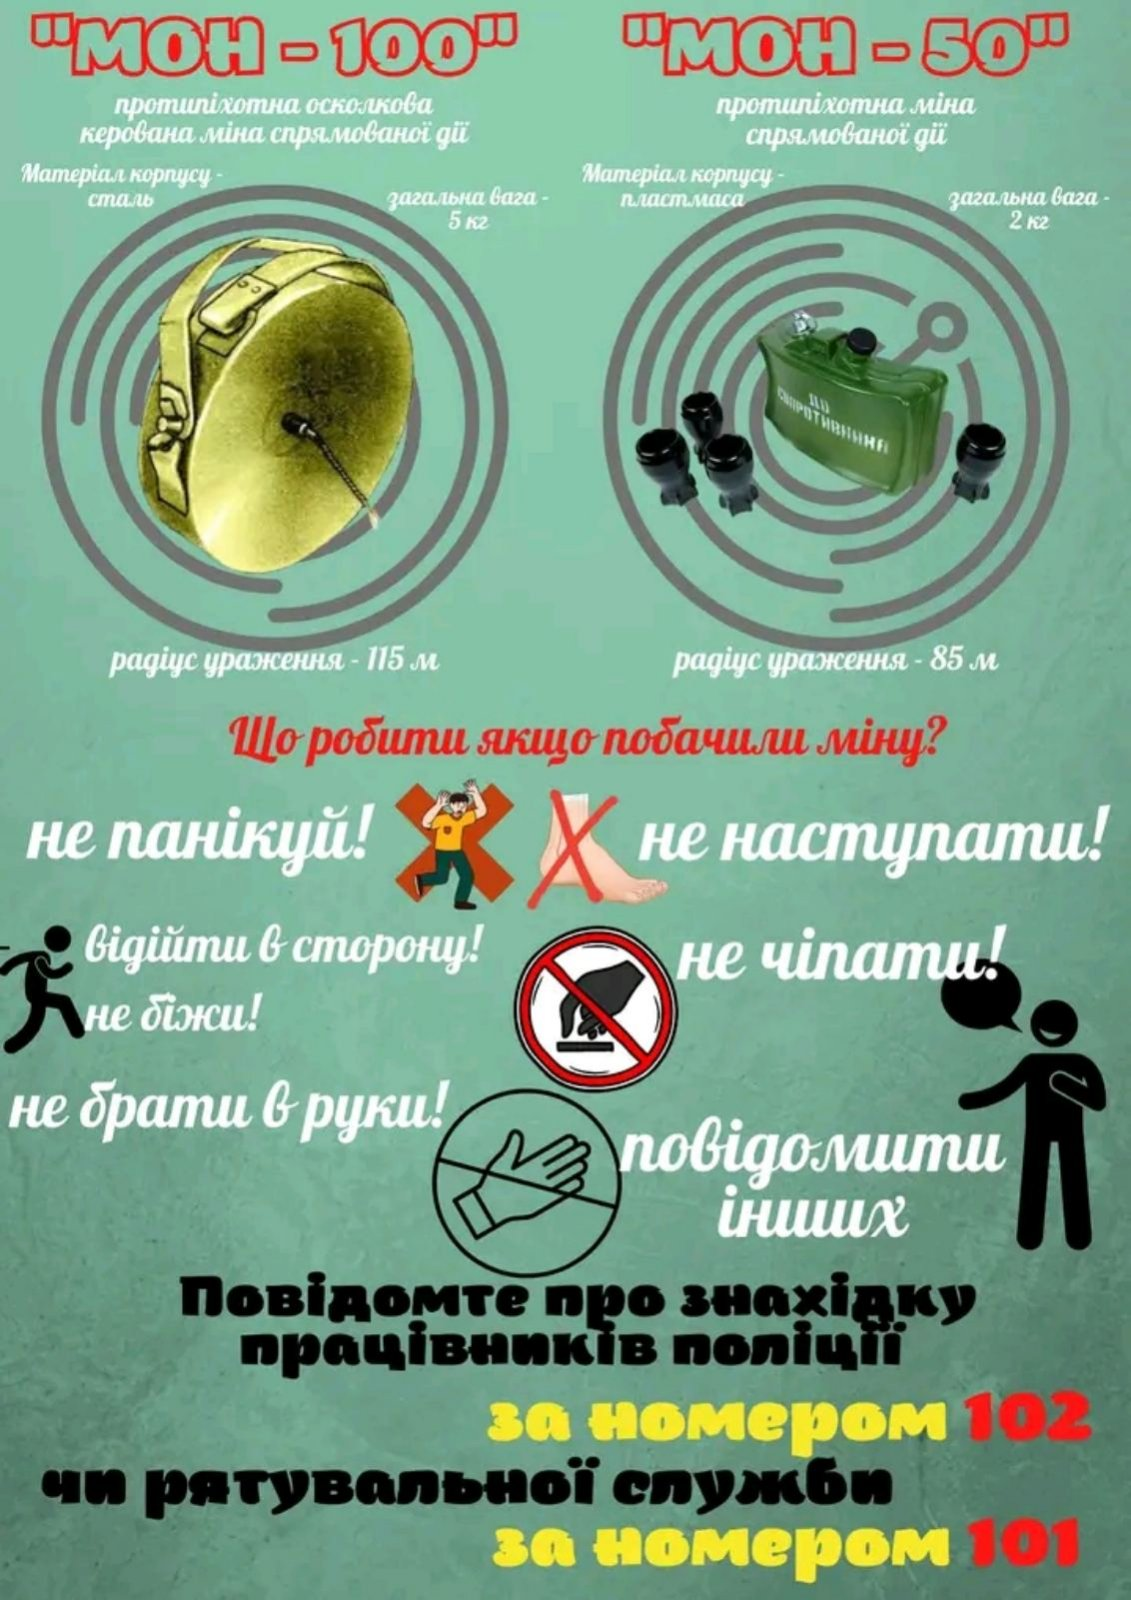 "МОН - 100"
протипіхотна осколкова
керована міна спрямованої дії
Матеріал корпусу -
сталь
загальна вага -
5 кг
радіус ураження - 115 м
"МОН - 50"
протипіхотна міна
спрямованої дії
Матеріал корпусу -
пластмаса
загальна вага -
2 кг
ДО
СУПРОТИВНИКА
радіус ураження - 85 м
Що робити якщо побачили міну?
не панікуй!
не наступати!
відійти в сторону!
не біжи!
не чіпати!
не брати в руки!
повідомити
інших
Повідомте про знахідку
працівників поліції
за номером 102
чи рятувальної служби
за номером 101